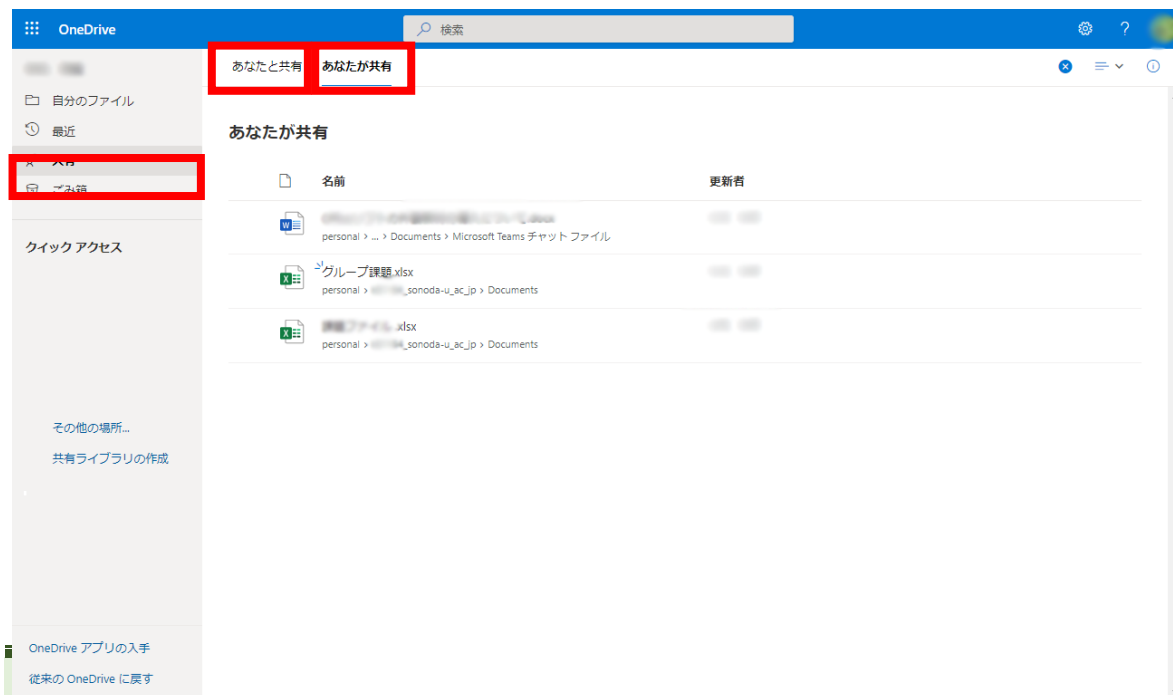 OneDrive
検索
?
あなたと共有
あなたが共有
自分のファイル
最近
共有
ごみ箱
クイック アクセス
その他の場所...
共有ライブラリの作成
OneDrive アプリの入手
従来の OneDrive に戻す
あなたが共有
名前
更新者
personal > ... > Documents > Microsoft Teams チャット ファイル
グループ課題.xlsx
personal > _sonoda-u_ac_jp > Documents
.xlsx
personal > _sonoda-u_ac_jp > Documents